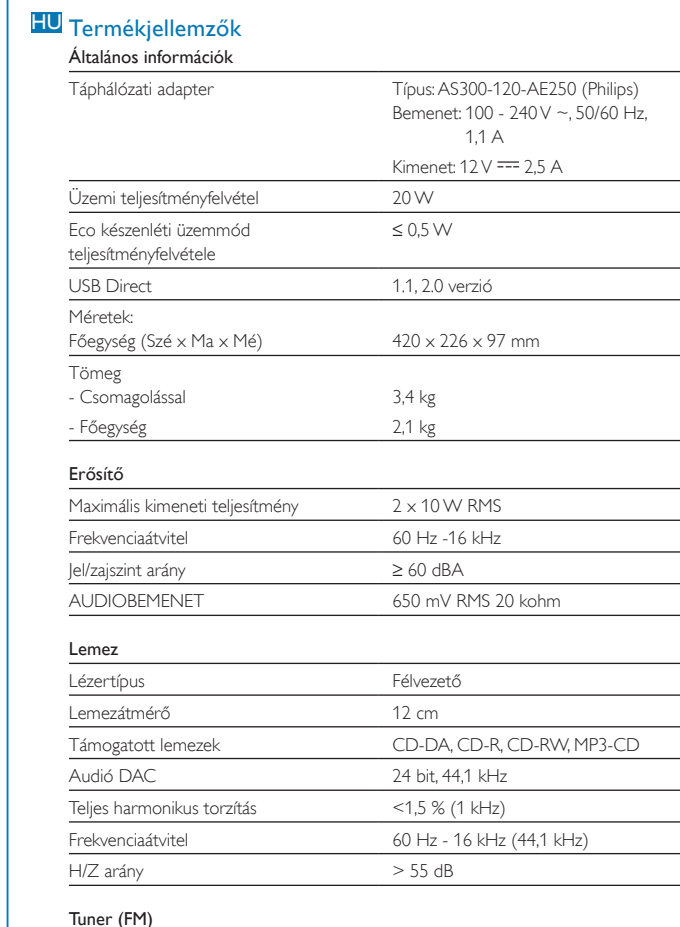 HU Termékjellemzők
Általános információk
Táphálózati adapter Típus: AS300-120-AE250 (Philips)
Bemenet: 100 - 240 V ~, 50/60 Hz,
1,1 A
Kimenet: 12 V ⎓ 2,5 A
Üzemi teljesítményfelvétel 20 W
Eco készenléti üzemmód ≤ 0,5 W
teljesítményfelvétele
USB Direct 1.1, 2.0 verzió
Méretek:
Főegység (Szé x Ma x Mé) 420 x 226 x 97 mm
Tömeg
- Csomagolással 3,4 kg
- Főegység 2,1 kg
Erősítő
Maximális kimeneti teljesítmény 2 x 10 W RMS
Frekvenciaátvitel 60 Hz -16 kHz
Jel/zajszint arány ≥ 60 dBA
AUDIOBEMENET 650 mV RMS 20 kohm
Lemez
Lézertípus Félvezető
Lemezátmérő 12 cm
Támogatott lemezek CD-DA, CD-R, CD-RW, MP3-CD
Audió DAC 24 bit, 44,1 kHz
Teljes harmonikus torzítás <1,5 % (1 kHz)
Frekvenciaátvitel 60 Hz - 16 kHz (44,1 kHz)
H/Z arány > 55 dB
Tuner (FM)